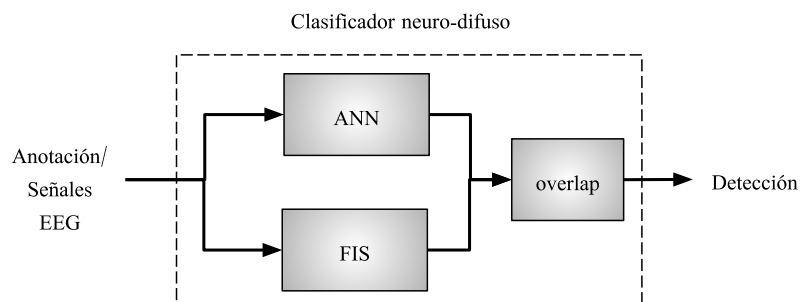 Clasificador neuro-difuso
ANN
Anotación/
Señales
EEG
overlap
Detección
FIS